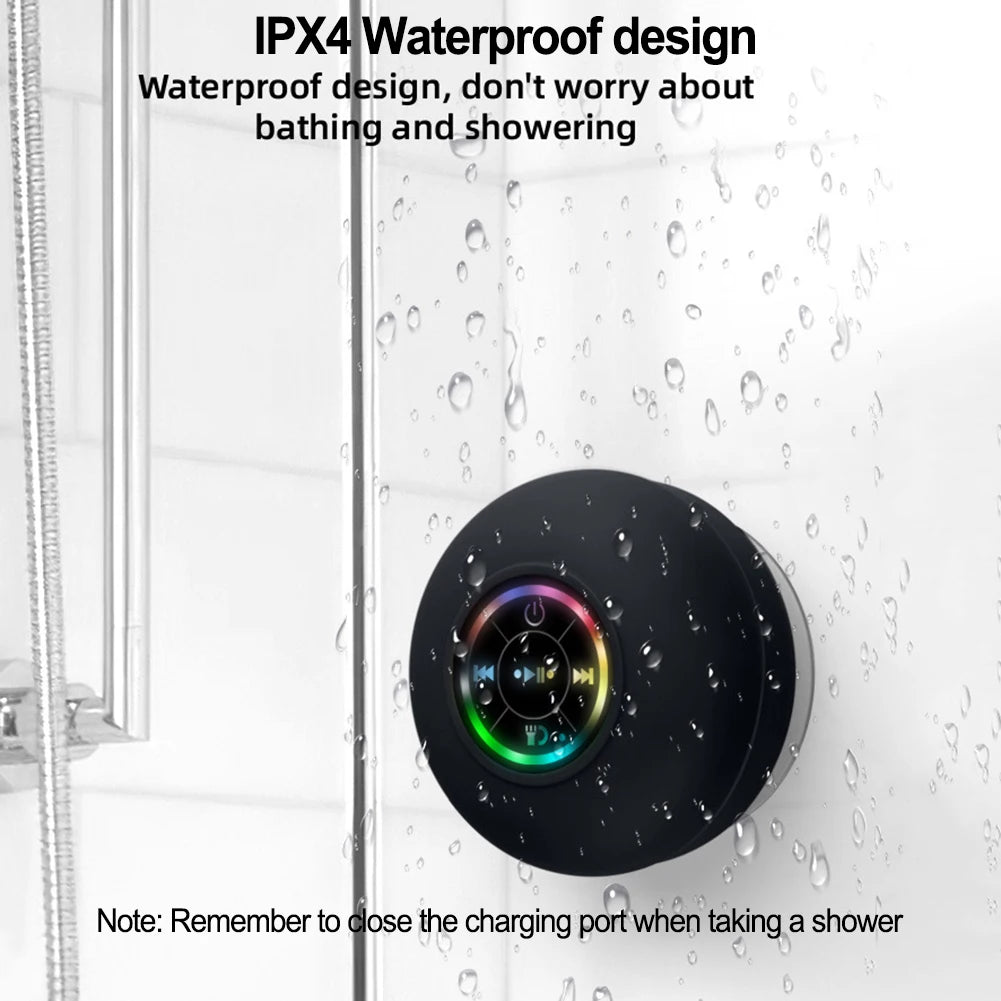 IPX4 Waterproof design
Waterproof design, don't worry about
bathing and showering
Note: Remember to close the charging port when taking a shower